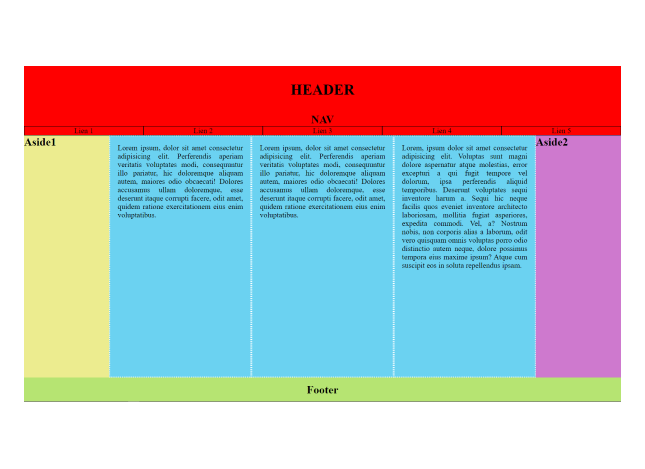 HEADER
NAV
Lien 1 Lien 2 Lien 3 Lien 4 Lien 5
Aside1
Lorem ipsum, dolor sit amet consectetur
adipisicing elit. Perferendis aperiam
veritatis voluptates modi, consequuntur
illo pariatur, hic doloremque aliquam
autem, maiores odio obcaecati! Dolores
accusamus ullam doloremque, esse
deserunt itaque corrupti facere, odit amet,
quidem ratione exercitationem eius enim
voluptatibus.
Lorem ipsum, dolor sit amet consectetur
adipisicing elit. Perferendis aperiam
veritatis voluptates modi, consequuntur
illo pariatur, hic doloremque aliquam
autem, maiores odio obcaecati! Dolores
accusamus ullam doloremque, esse
deserunt itaque corrupti facere, odit amet,
quidem ratione exercitationem eius enim
voluptatibus.
Lorem, ipsum dolor sit amet consectetur
adipisicing elit. Voluptas sunt magni
dolore aspernatur atque molestias, error
excepturi a qui fugit tempore vel
dolorum, ipsa perferendis aliquid
temporibus. Deserunt voluptates sequi
inventore harum a. Sequi hic neque
facilis quos eveniet inventore architecto
laboriosam, mollitia fugiat asperiores,
expedita commodi. Vel, a? Nostrum
nobis, non corporis alias a laborum, odit
vero quisquam omnis voluptas porro odio
distinctio autem neque, dolore possimus
tempora eius maxime ipsum? Atque cum
suscipit eos in soluta repellendus ipsam.
Aside2
Footer